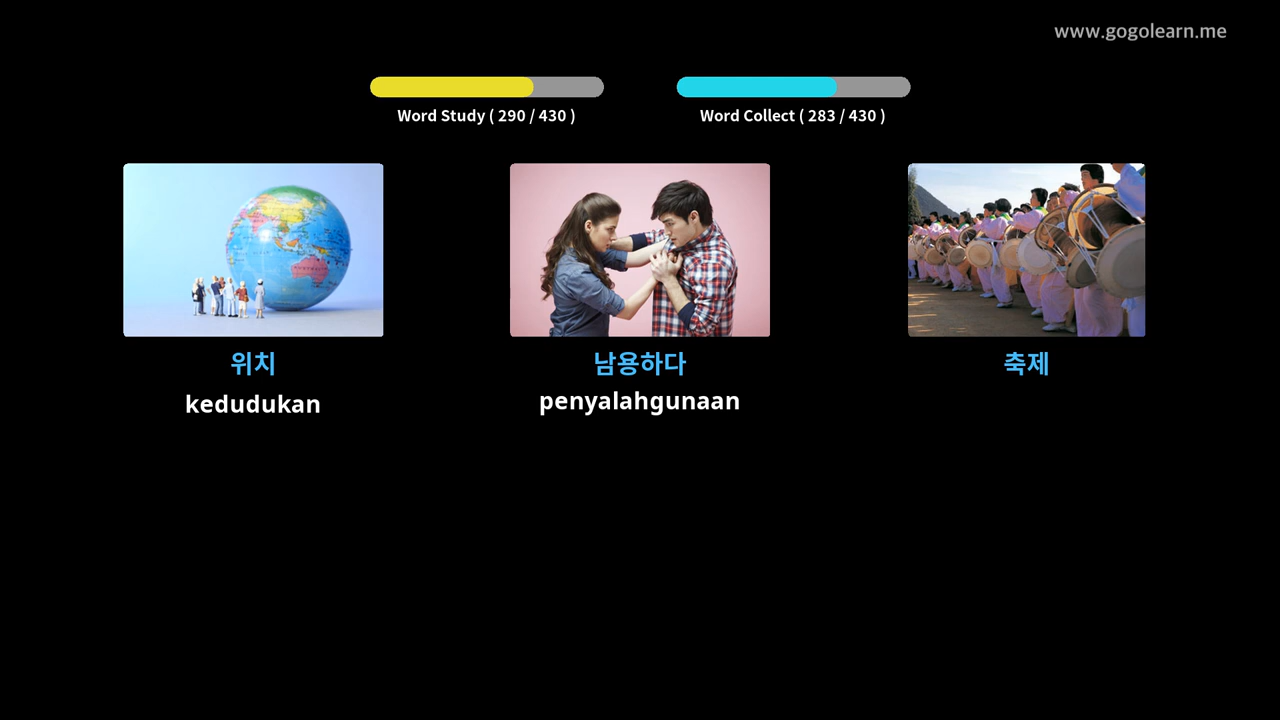 www.gogolearn.me
Word Study ( 290 / 430 )
Word Collect ( 283 / 430 )
위치
남용하다
축제
kedudukan
penyalahgunaan